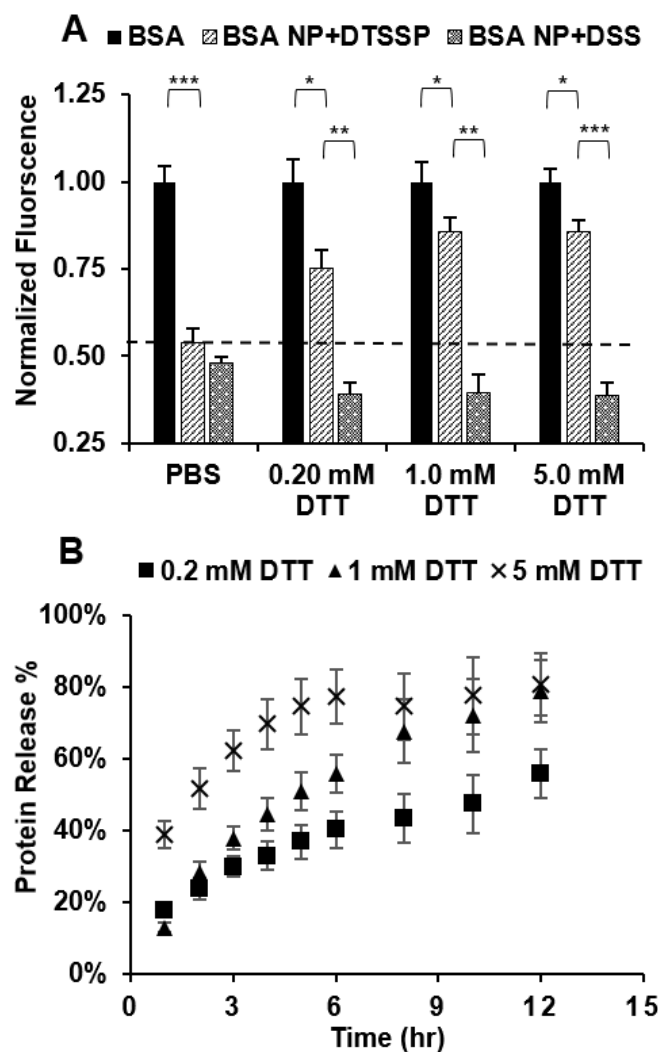 A
BSA BSA NP+DTSSP BSA NP+DSS
*** * ** * ** * ***
1.25
1.00
0.75
0.50
0.25
Normalized Fluorescence
PBS 0.20 mM DTT 1.0 mM DTT 5.0 mM DTT
B
0.2 mM DTT 1 mM DTT 5 mM DTT
100%
80%
60%
40%
20%
0%
Protein Release %
0 3 6 9 12 15
Time (hr)